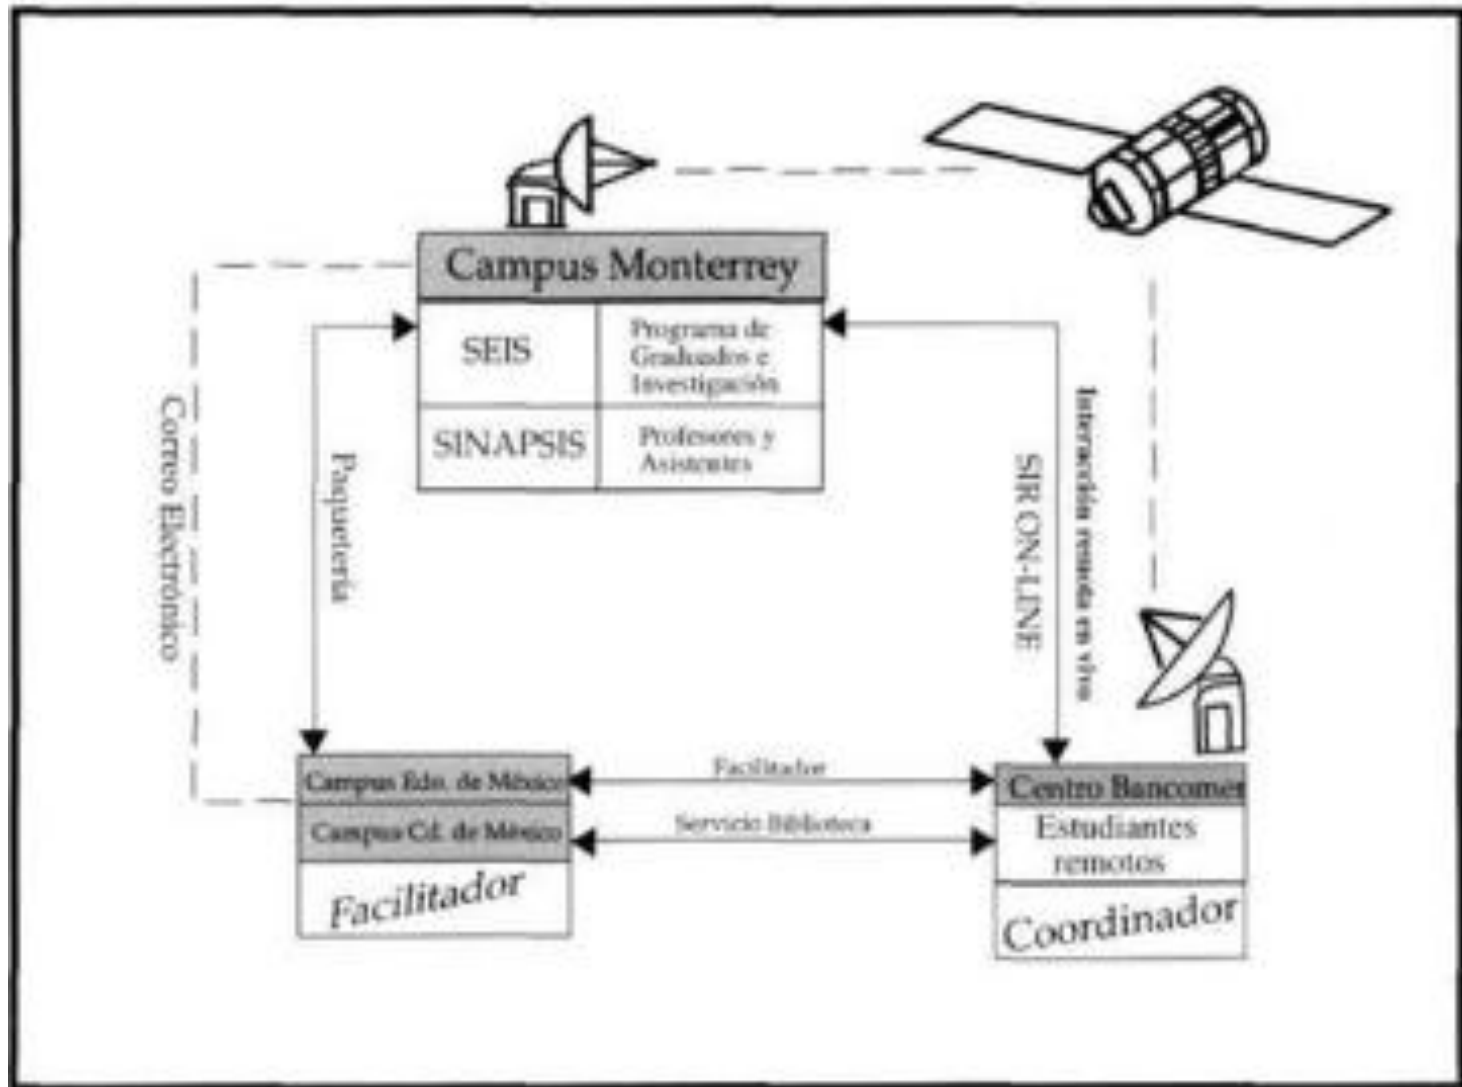 Campus Monterrey
SEIS
Programa de
Graduados e
Investigación
SINAPSIS
Profesores y
Asistentes
Correo Electrónico
Paquetería
SIR ON-LINE
Interacción remota en vivo
Campus Edo. de México
Campus Cd. de México
Facilitador
Facilitador
Servicio Biblioteca
Centro Bancomer
Estudiantes
remotos
Coordinador